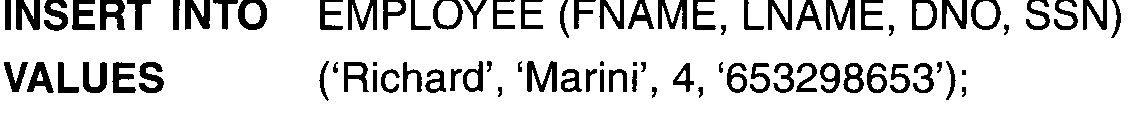 INSERT INTO EMPLOYEE (FNAME, LNAME, DNO, SSN)
VALUES (‘Richard’, ‘Marini’, 4, ‘653298653’);